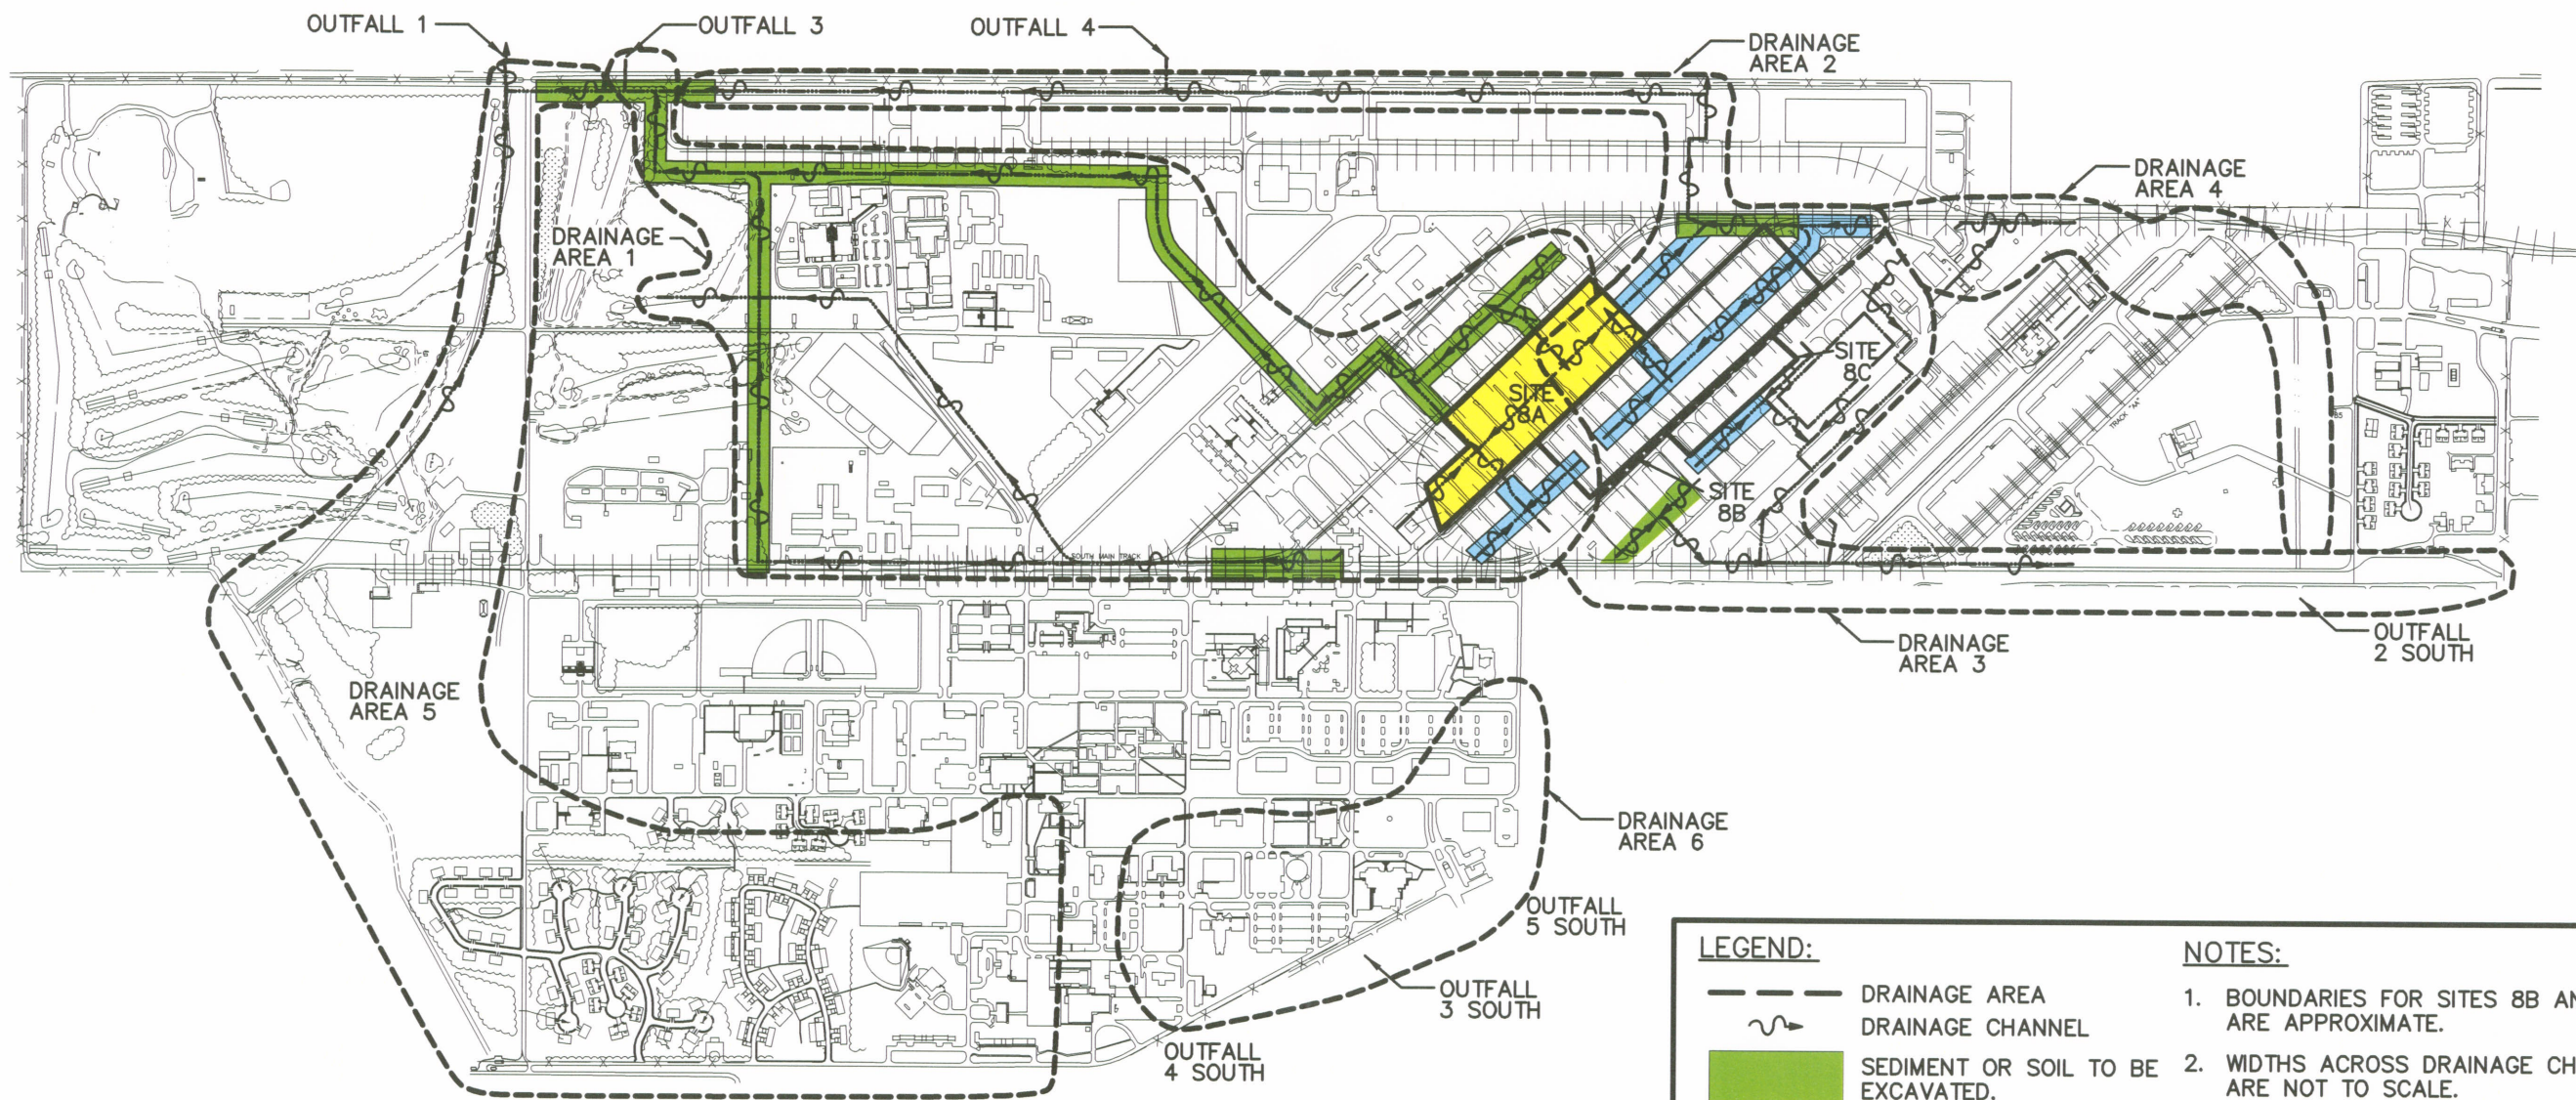 OUTFALL 1
OUTFALL 3
OUTFALL 4
DRAINAGE
AREA 2
DRAINAGE
AREA 4
DRAINAGE
AREA 1
SITE
8A
SITE
8C
SITE
8B
TRACK "AA"
SOUTH MAIN TRACK
DRAINAGE
AREA 3
OUTFALL
2 SOUTH
DRAINAGE
AREA 5
DRAINAGE
AREA 6
OUTFALL
5 SOUTH
OUTFALL
3 SOUTH
OUTFALL
4 SOUTH
LEGEND:
DRAINAGE AREA
DRAINAGE CHANNEL
SEDIMENT OR SOIL TO BE
EXCAVATED.
NOTES:
1. BOUNDARIES FOR SITES 8B AN
ARE APPROXIMATE.
2. WIDTHS ACROSS DRAINAGE CH
ARE NOT TO SCALE.